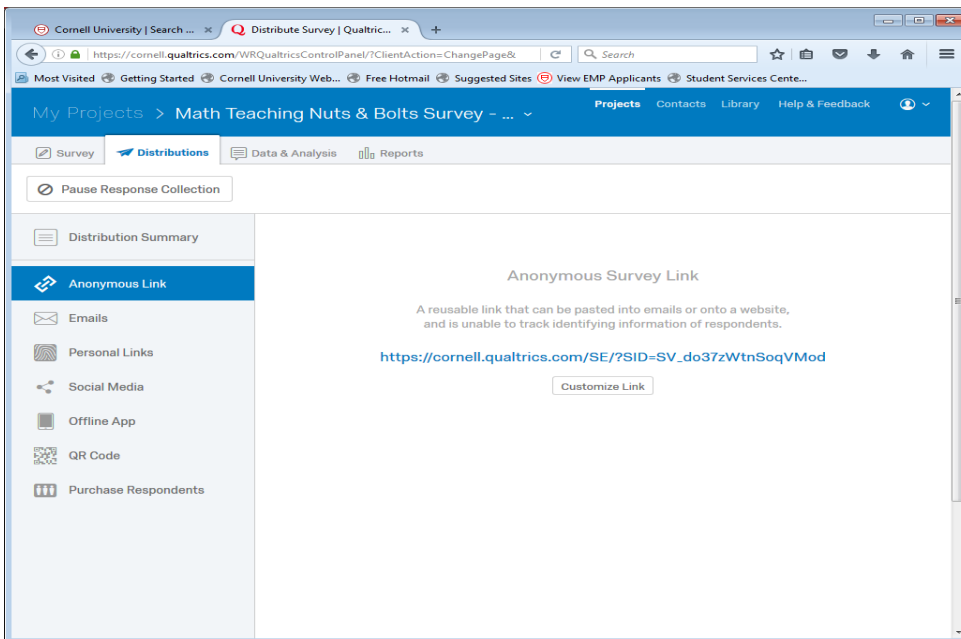 Cornell University | Search ... ×
Distribute Survey | Qualtric... × +
https://cornell.qualtrics.com/WRQualtricsControlPanel/?ClientAction=ChangePage& Search
Most Visited Getting Started Cornell University Web... Free Hotmail Suggested Sites View EMP Applicants Student Services Cente...
My Projects > Math Teaching Nuts & Bolts Survey - ...
Projects Contacts Library Help & Feedback
Survey Distributions Data & Analysis Reports
Pause Response Collection
Distribution Summary
Anonymous Link
Emails
Personal Links
Social Media
Offline App
QR Code
Purchase Respondents
Anonymous Survey Link
A reusable link that can be pasted into emails or onto a website,
and is unable to track identifying information of respondents.
https://cornell.qualtrics.com/SE/?SID=SV_do37zWtnSoqVMod
Customize Link